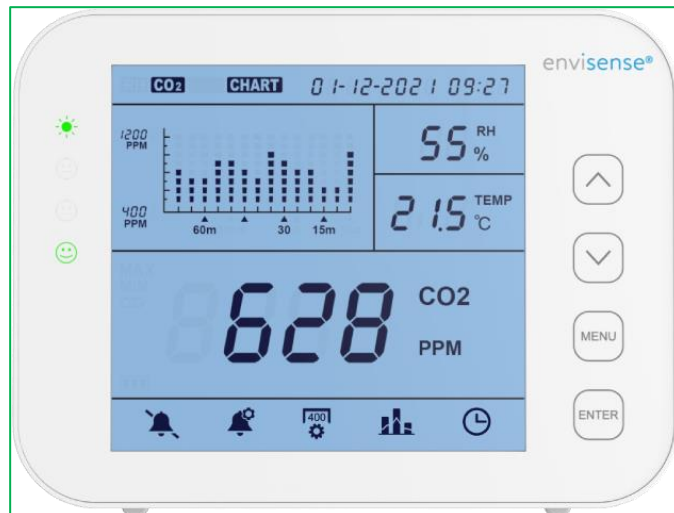 envisense®
CO2 CHART 01-12-2021 09:27
1200
PPM
400
PPM
60m 30 15m
55 RH
%
21.5 TEMP
°C
628 CO2
PPM
400
MENU
ENTER